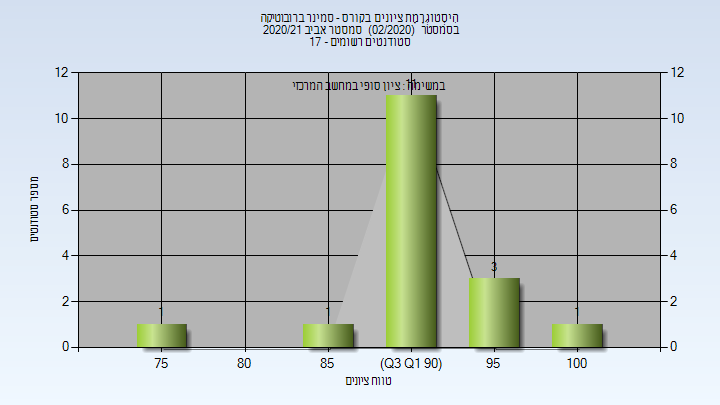 היסטוגרמת ציונים בקורס - סמינר ברובוטיקה
בסמסטר (02/2020) סמסטר אביב 2020/21
סטודנטים רשומים - 17
במשימה: ציון סופי במחשב המרכזי
12 12
10 10
8 8
6 6
4 4
2 2
0 0
מספר סטודנטים
1 1 11 3 1
75 80 85 (Q3 Q1 90) 95 100
טווח ציונים